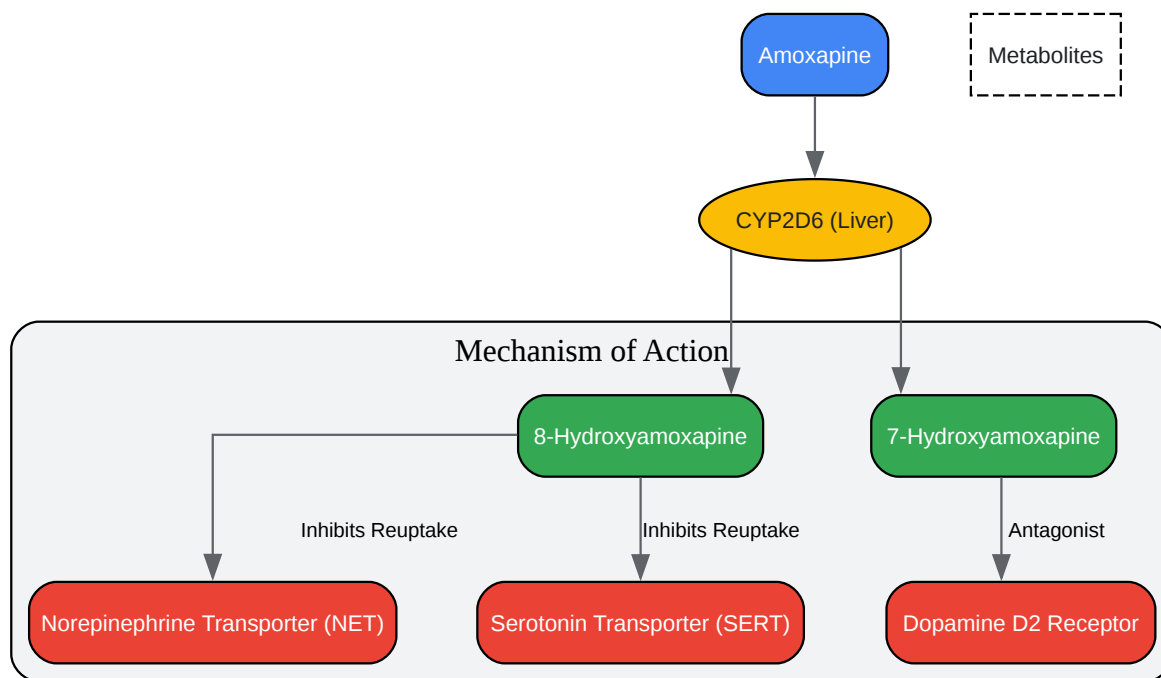 Amoxapine
Metabolites
CYP2D6 (Liver)
Mechanism of Action
8-Hydroxyamoxapine
7-Hydroxyamoxapine
Inhibits Reuptake
Inhibits Reuptake
Antagonist
Norepinephrine Transporter (NET)
Serotonin Transporter (SERT)
Dopamine D2 Receptor